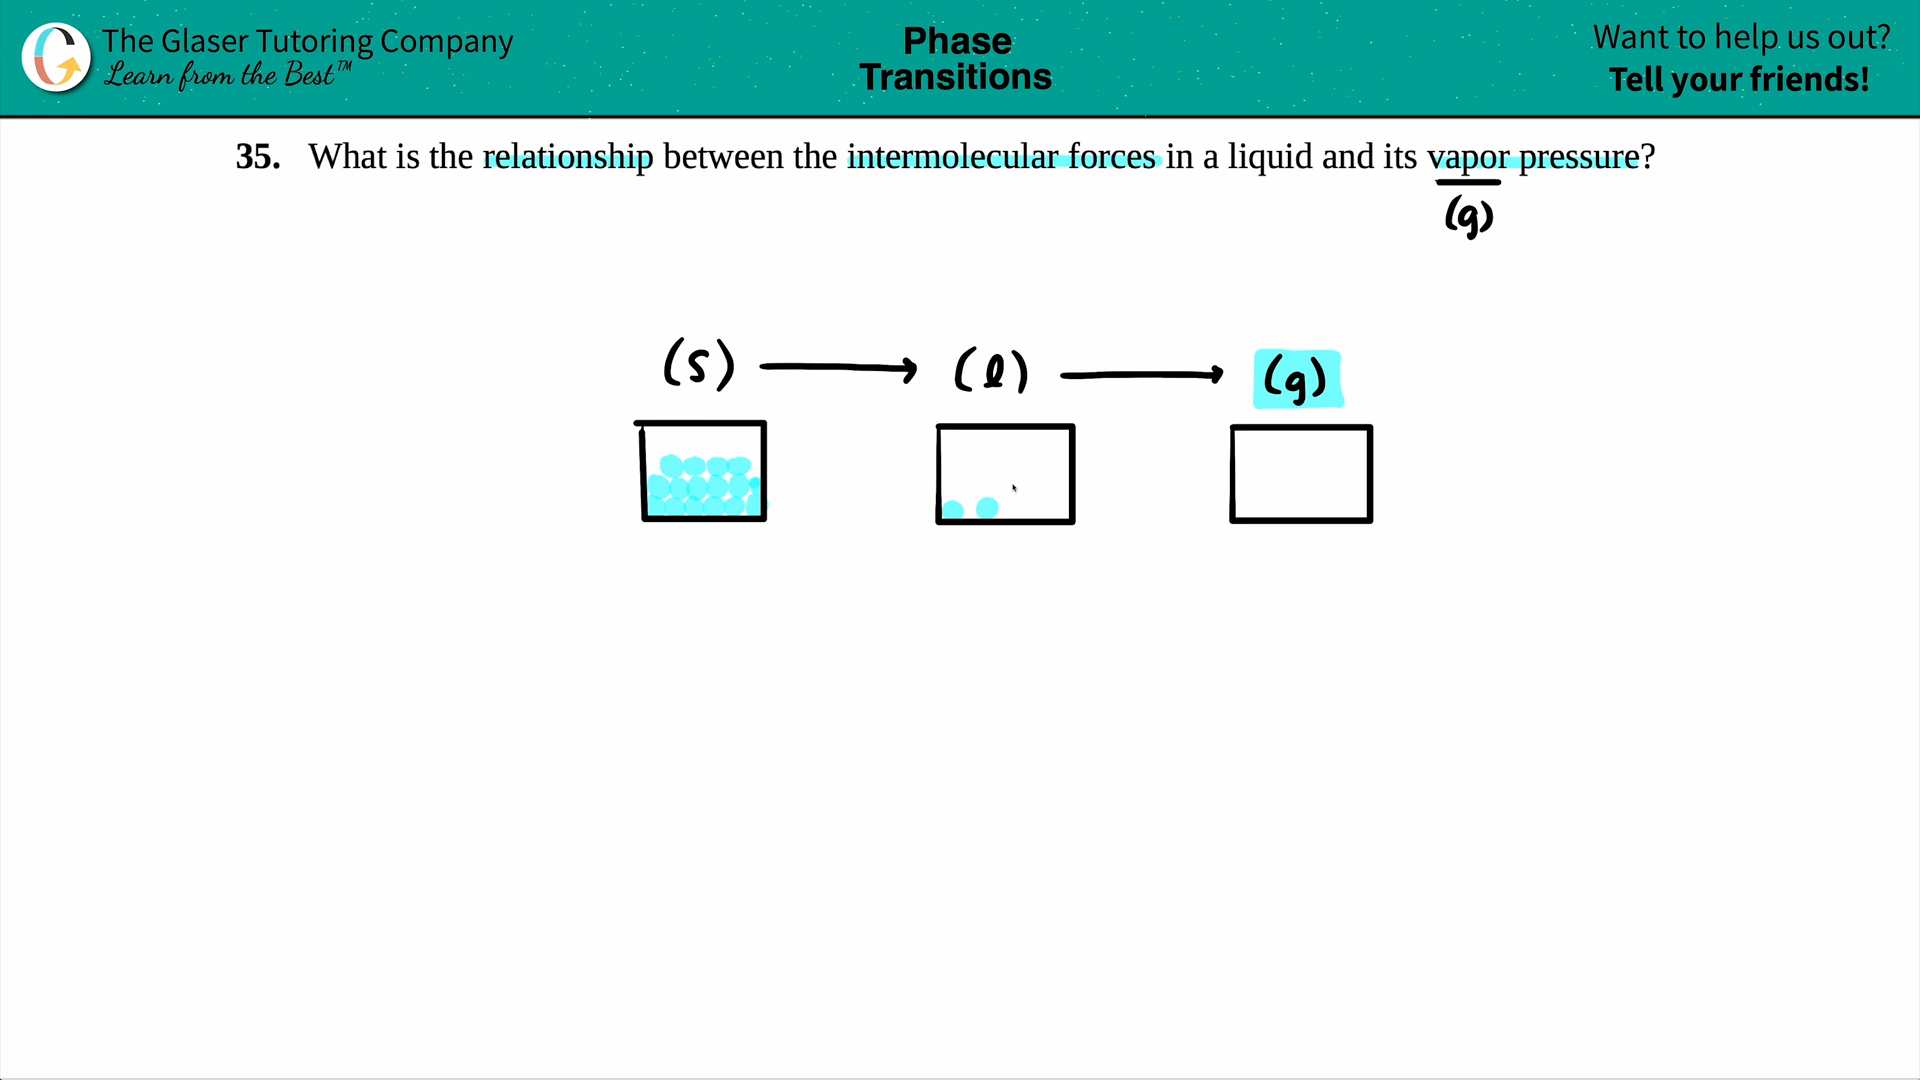 The Glaser Tutoring Company
Learn from the Best™
Phase
Transitions
Want to help us out?
Tell your friends!
35. What is the relationship between the intermolecular forces in a liquid and its vapor pressure?
(g)
(s) → (l) → (g)